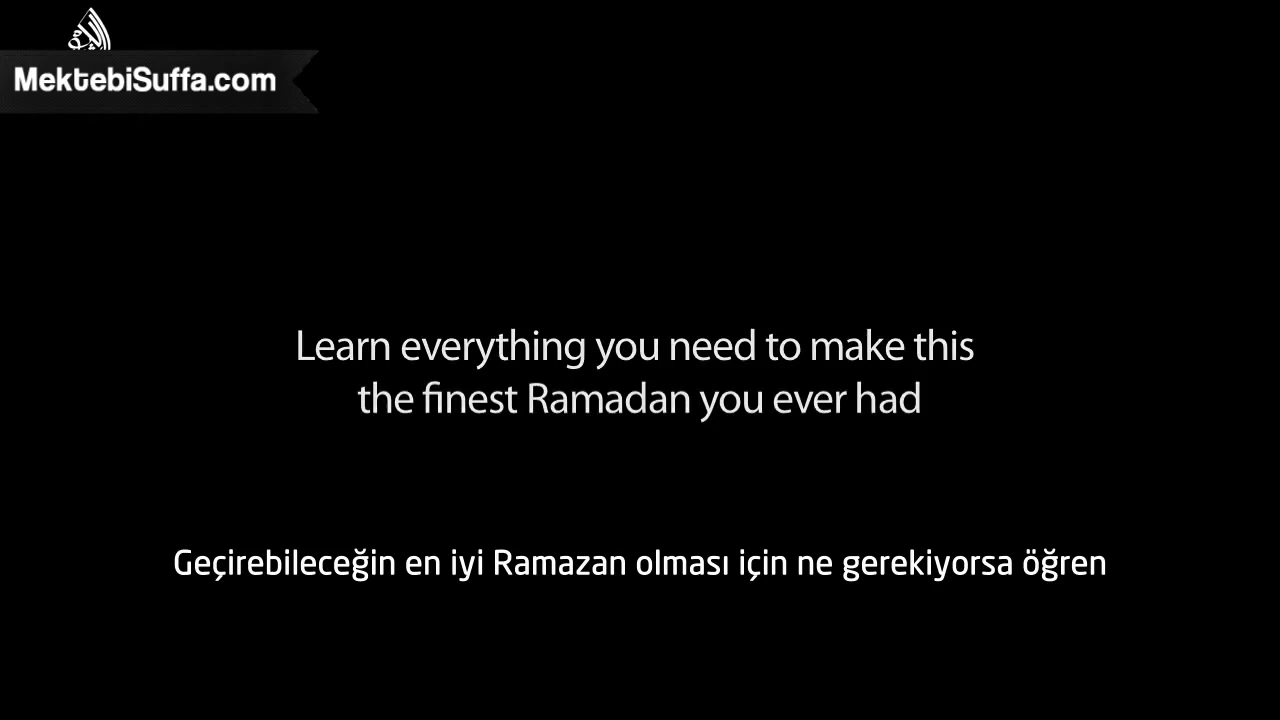 MektebiSuffa.com
Learn everything you need to make this
the finest Ramadan you ever had
Geçirebileceğin en iyi Ramazan olması için ne gerekiyorsa öğren